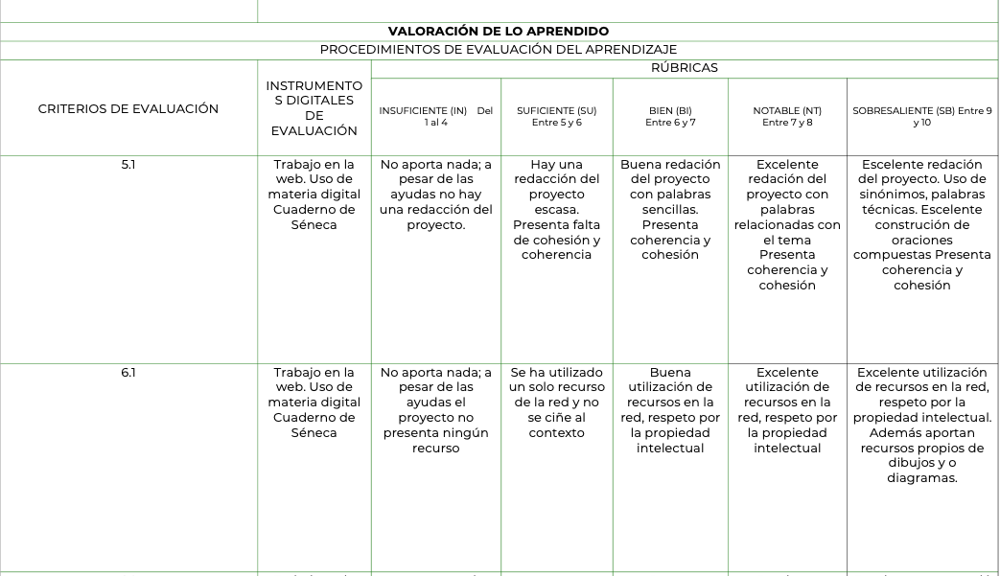 VALORACIÓN DE LO APRENDIDO
PROCEDIMIENTOS DE EVALUACIÓN DEL APRENDIZAJE
CRITERIOS DE EVALUACIÓN
INSTRUMENTO
S DIGITALES
DE
EVALUACIÓN
RÚBRICAS
INSUFICIENTE (IN) Del
1 al 4
SUFICIENTE (SU)
Entre 5 y 6
BIEN (BI)
Entre 6 y 7
NOTABLE (NT)
Entre 7 y 8
SOBRESALIENTE (SB) Entre 9
y 10
5.1
Trabajo en la
web. Uso de
materia digital
Cuaderno de
Séneca
No aporta nada; a
pesar de las
ayudas no hay
una redacción del
proyecto.
Hay una
redacción del
proyecto
escasa.
Presenta falta
de cohesión y
coherencia
Buena redación
del proyecto
con palabras
sencillas.
Presenta
coherencia y
cohesión
Excelente
redación del
proyecto con
palabras
relacionadas con
el tema
Presenta
coherencia y
cohesión
Escelente redación
del proyecto. Uso de
sinónimos, palabras
técnicas. Escelente
construción de
oraciones
compuestas Presenta
coherencia y
cohesión
6.1
Trabajo en la
web. Uso de
materia digital
Cuaderno de
Séneca
No aporta nada; a
pesar de las
ayudas el
proyecto no
presenta ningún
recurso
Se ha utilizado
un solo recurso
de la red y no
se ciñe al
contexto
Buena
utilización de
recursos en la
red, respeto por
la propiedad
intelectual
Excelente
utilización de
recursos en la
red, respeto por
la propiedad
intelectual
Excelente utilización
de recursos en la red,
respeto por la
propiedad intelectual.
Además aportan
recursos propios de
dibujos y o
diagramas.